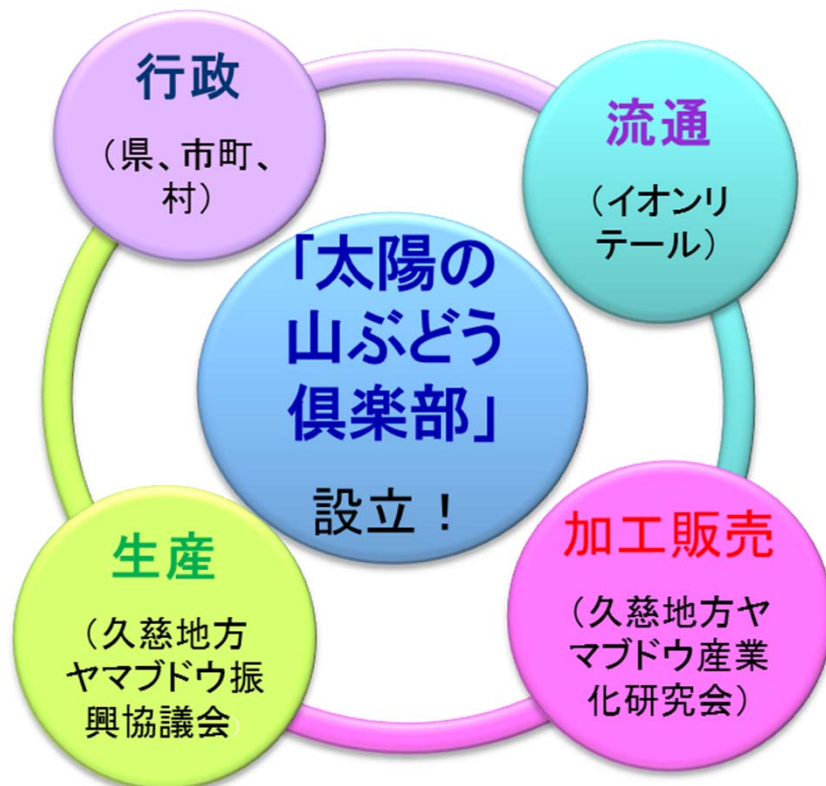 行政
（県、市町、
村）
流通
（イオンリ
テール）
「太陽の
山ぶどう
倶楽部」
設立！
生産
（久慈地方
ヤマブドウ振
興協議会）
加工販売
（久慈地方ヤ
マブドウ産業
化研究会）